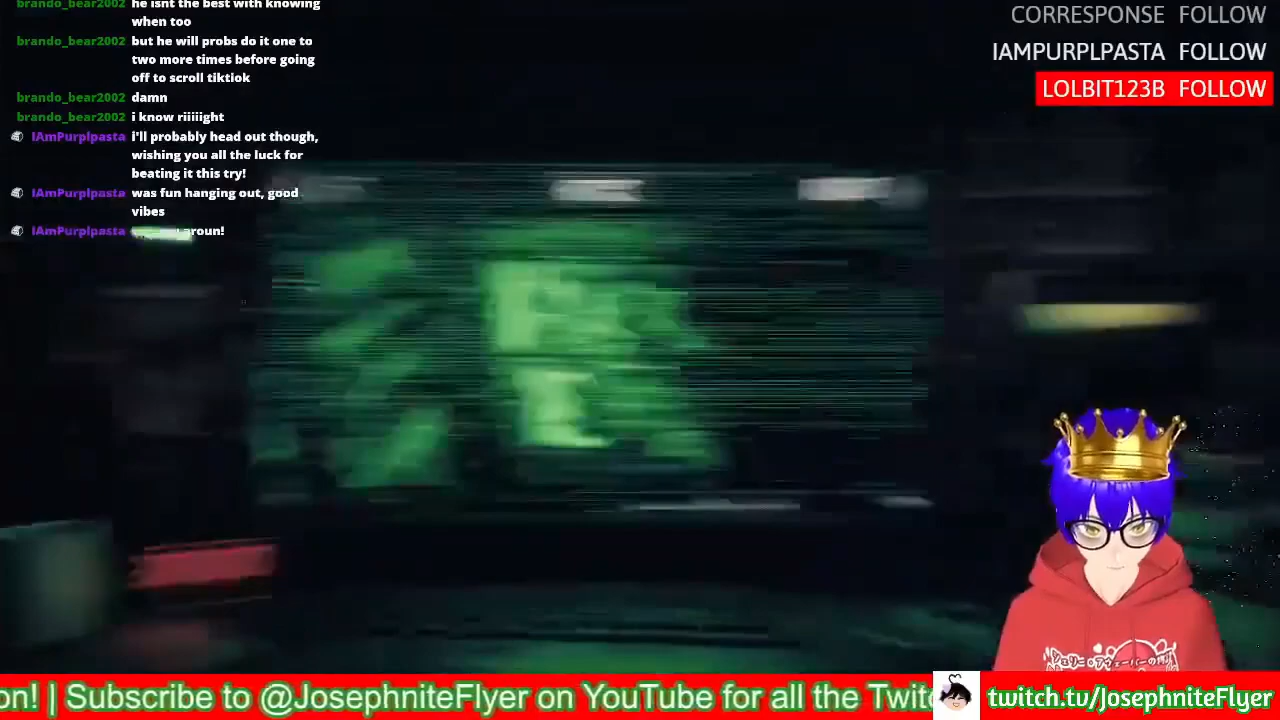 brando_bear2002 he isnt the best with knowing
when too
brando_bear2002 but he will probs do it one to
two more times before going
off to scroll tiktiok
brando_bear2002 damn
brando_bear2002 i know riiiiight
IAmPurplpasta i'll probably head out though,
wishing you all the luck for
beating it this try!
IAmPurplpasta was fun hanging out, good
vibes
IAmPurplpasta aroun!
CORRESPONSE FOLLOW
IAMPURPLPASTA FOLLOW
LOLBIT123B FOLLOW
on! | Subscribe to @JosephniteFlyer on YouTube for all the Twitc
twitch.tv/JosephniteFlyer